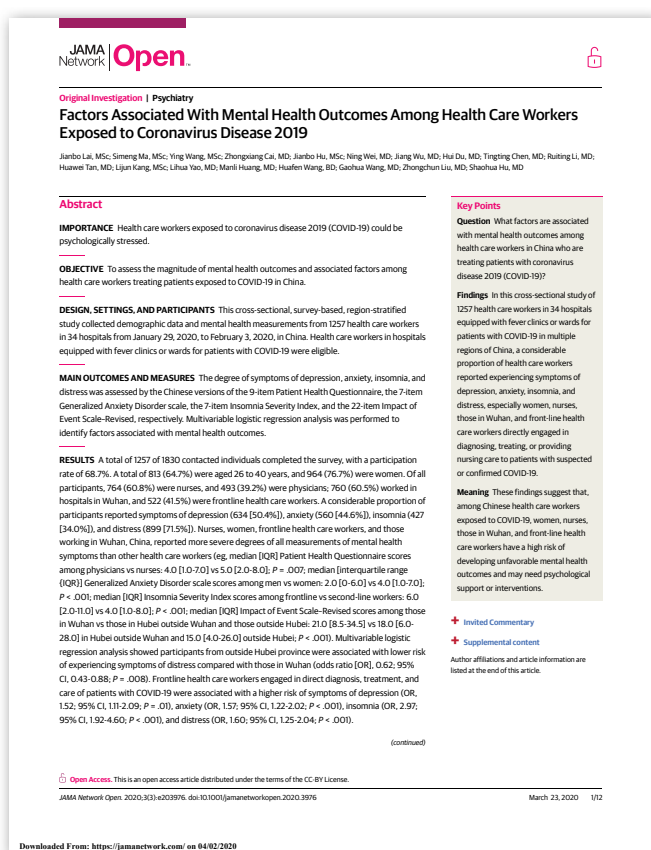 JAMA
Network
Open™
Original Investigation | Psychiatry
Factors Associated With Mental Health Outcomes Among Health Care Workers
Exposed to Coronavirus Disease 2019
Jianbo Lai, MSc; Simeng Ma, MSc; Ying Wang, MSc; Zhongxiang Cai, MD; Jianbo Hu, MSc; Ning Wei, MD; Jiang Wu, MD; Hui Du, MD; Tingting Chen, MD; Ruiting Li, MD;
Huawei Tan, MD; Lijun Kang, MSc; Lihua Yao, MD; Manli Huang, MD; Huafen Wang, BD; Gaohua Wang, MD; Zhongchun Liu, MD; Shaohua Hu, MD
Abstract
IMPORTANCE Health care workers exposed to coronavirus disease 2019 (COVID-19) could be
psychologically stressed.
OBJECTIVE To assess the magnitude of mental health outcomes and associated factors among
health care workers treating patients exposed to COVID-19 in China.
DESIGN, SETTINGS, AND PARTICIPANTS This cross-sectional, survey-based, region-stratified
study collected demographic data and mental health measurements from 1257 health care workers
in 34 hospitals from January 29, 2020, to February 3, 2020, in China. Health care workers in hospitals
equipped with fever clinics or wards for patients with COVID-19 were eligible.
MAIN OUTCOMES AND MEASURES The degree of symptoms of depression, anxiety, insomnia, and
distress was assessed by the Chinese versions of the 9-item Patient Health Questionnaire, the 7-item
Generalized Anxiety Disorder scale, the 7-item Insomnia Severity Index, and the 22-item Impact of
Event Scale–Revised, respectively. Multivariable logistic regression analysis was performed to
identify factors associated with mental health outcomes.
RESULTS A total of 1257 of 1830 contacted individuals completed the survey, with a participation
rate of 68.7%. A total of 813 (64.7%) were aged 26 to 40 years, and 964 (76.7%) were women. Of all
participants, 764 (60.8%) were nurses, and 493 (39.2%) were physicians; 760 (60.5%) worked in
hospitals in Wuhan, and 522 (41.5%) were frontline health care workers. A considerable proportion of
participants reported symptoms of depression (634 [50.4%]), anxiety (560 [44.6%]), insomnia (427
[34.0%]), and distress (899 [71.5%]). Nurses, women, frontline health care workers, and those
working in Wuhan, China, reported more severe degrees of all measurements of mental health
symptoms than other health care workers (eg, median [IQR] Patient Health Questionnaire scores
among physicians vs nurses: 4.0 [1.0-7.0] vs 5.0 [2.0-8.0]; P = .007; median [interquartile range
{IQR}] Generalized Anxiety Disorder scale scores among men vs women: 2.0 [0-6.0] vs 4.0 [1.0-7.0];
P < .001; median [IQR] Insomnia Severity Index scores among frontline vs second-line workers: 6.0
[2.0-11.0] vs 4.0 [1.0-8.0]; P < .001; median [IQR] Impact of Event Scale–Revised scores among those
in Wuhan vs those in Hubei outside Wuhan and those outside Hubei: 21.0 [8.5-34.5] vs 18.0 [6.0-
28.0] in Hubei outside Wuhan and 15.0 [4.0-26.0] outside Hubei; P < .001). Multivariable logistic
regression analysis showed participants from outside Hubei province were associated with lower risk
of experiencing symptoms of distress compared with those in Wuhan (odds ratio [OR], 0.62; 95%
CI, 0.43-0.88; P = .008). Frontline health care workers engaged in direct diagnosis, treatment, and
care of patients with COVID-19 were associated with a higher risk of symptoms of depression (OR,
1.52; 95% CI, 1.11-2.09; P = .01), anxiety (OR, 1.57; 95% CI, 1.22-2.02; P < .001), insomnia (OR, 2.97;
95% CI, 1.92-4.60; P < .001), and distress (OR, 1.60; 95% CI, 1.25-2.04; P < .001).
(continued)
Key Points
Question What factors are associated
with mental health outcomes among
health care workers in China who are
treating patients with coronavirus
disease 2019 (COVID-19)?
Findings In this cross-sectional study of
1257 health care workers in 34 hospitals
equipped with fever clinics or wards for
patients with COVID-19 in multiple
regions of China, a considerable
proportion of health care workers
reported experiencing symptoms of
depression, anxiety, insomnia, and
distress, especially women, nurses,
those in Wuhan, and front-line health
care workers directly engaged in
diagnosing, treating, or providing
nursing care to patients with suspected
or confirmed COVID-19.
Meaning These findings suggest that,
among Chinese health care workers
exposed to COVID-19, women, nurses,
those in Wuhan, and front-line health
care workers have a high risk of
developing unfavorable mental health
outcomes and may need psychological
support or interventions.
+ Invited Commentary
+ Supplemental content
Author affiliations and article information are
listed at the end of this article.
Open Access. This is an open access article distributed under the terms of the CC-BY License.
JAMA Network Open. 2020;3(3):e203976. doi:10.1001/jamanetworkopen.2020.3976
March 23, 2020 1/12
Downloaded From: https://jamanetwork.com/ on 04/02/2020